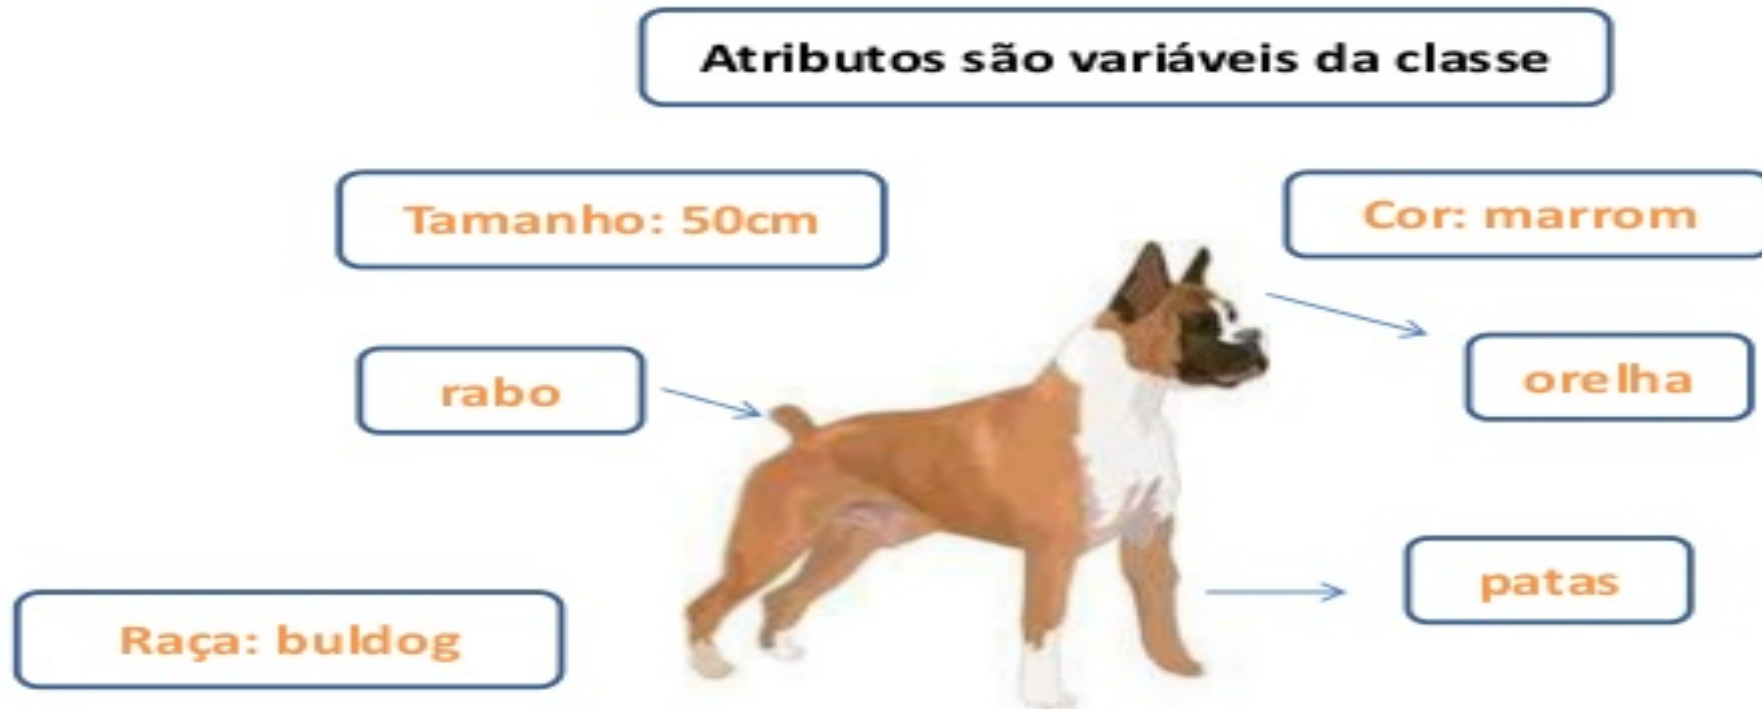 Atributos são variáveis da classe
Tamanho: 50cm
Cor: marrom
rabo
orelha
patas
Raça: buldog